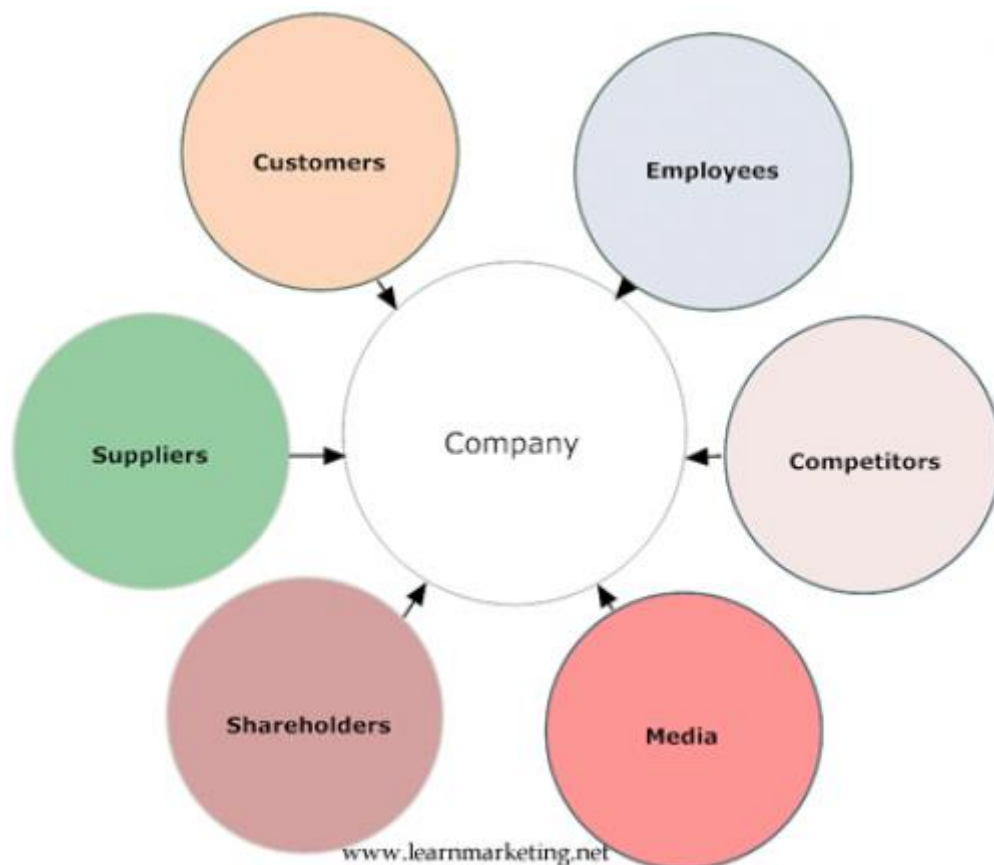 Customers
Employees
Suppliers
Company
Competitors
Shareholders
Media
www.learnmarketing.net